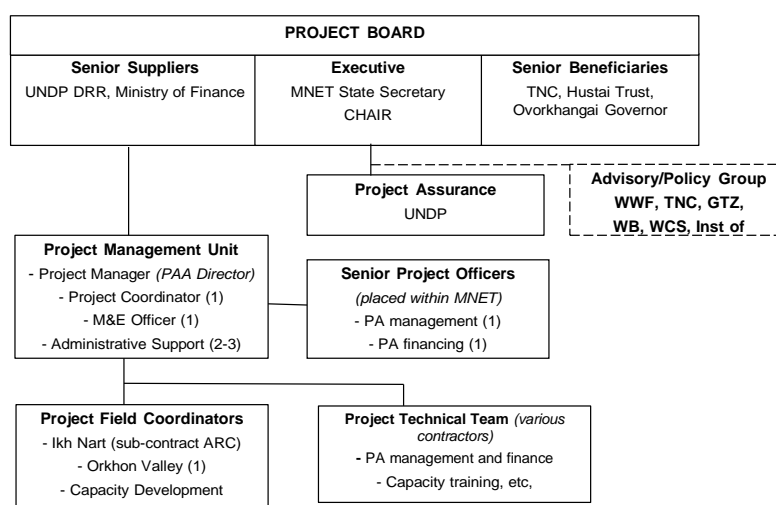 PROJECT BOARD
Senior Suppliers
UNDP DRR, Ministry of Finance
Executive
MNET State Secretary
CHAIR
Senior Beneficiaries
TNC, Hustai Trust,
Ovorkhangai Governor
Project Assurance
UNDP
Advisory/Policy Group
WWF, TNC, GTZ,
WB, WCS, Inst of
Project Management Unit
- Project Manager (PAA Director)
- Project Coordinator (1)
- M&E Officer (1)
- Administrative Support (2-3)
Senior Project Officers
(placed within MNET)
- PA management (1)
- PA financing (1)
Project Field Coordinators
- Ikh Nart (sub-contract ARC)
- Orkhon Valley (1)
- Capacity Development
Project Technical Team (various
contractors)
- PA management and finance
- Capacity training, etc,